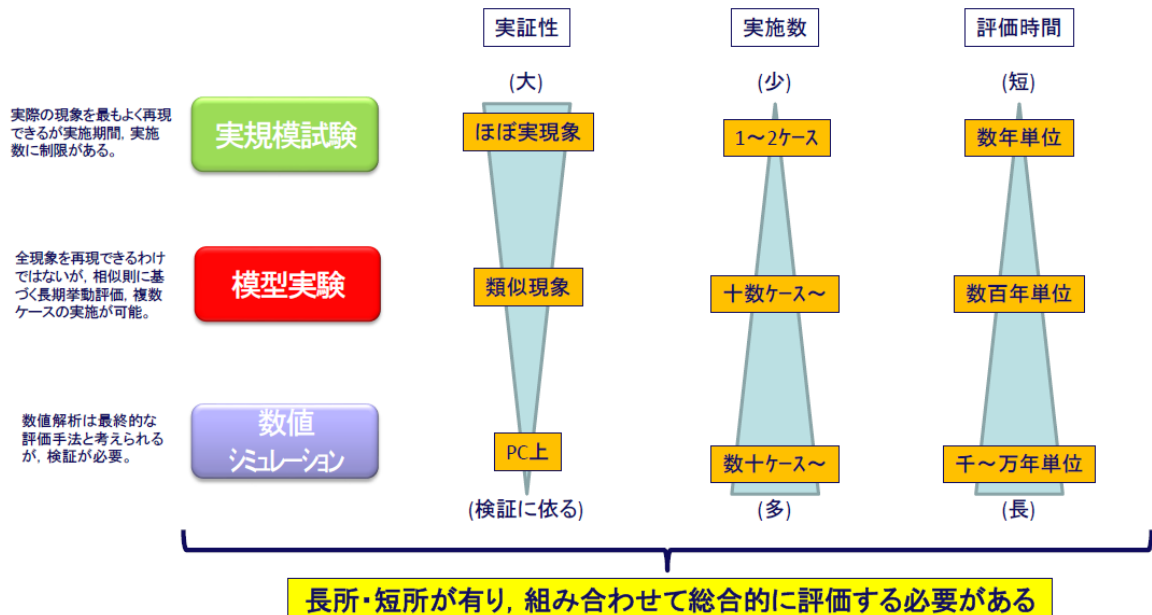 実証性
実施数
評価時間
(大)
(少)
(短)
実際の現象を最もよく再現
できるが実施期間, 実施
数に制限がある。
実規模試験
ほぼ実現象
1～2ケース
数年単位
全現象を再現できるわけ
ではないが, 相似則に基
づく長期挙動評価, 複数
ケースの実施が可能。
模型実験
類似現象
十数ケース～
数百年単位
数値解析は最終的な
評価手法と考えられる
が, 検証が必要。
数値
シミュレーション
PC上
数十ケース～
千～万年単位
(検証に依る)
(多)
(長)
長所・短所が有り, 組み合わせて総合的に評価する必要がある